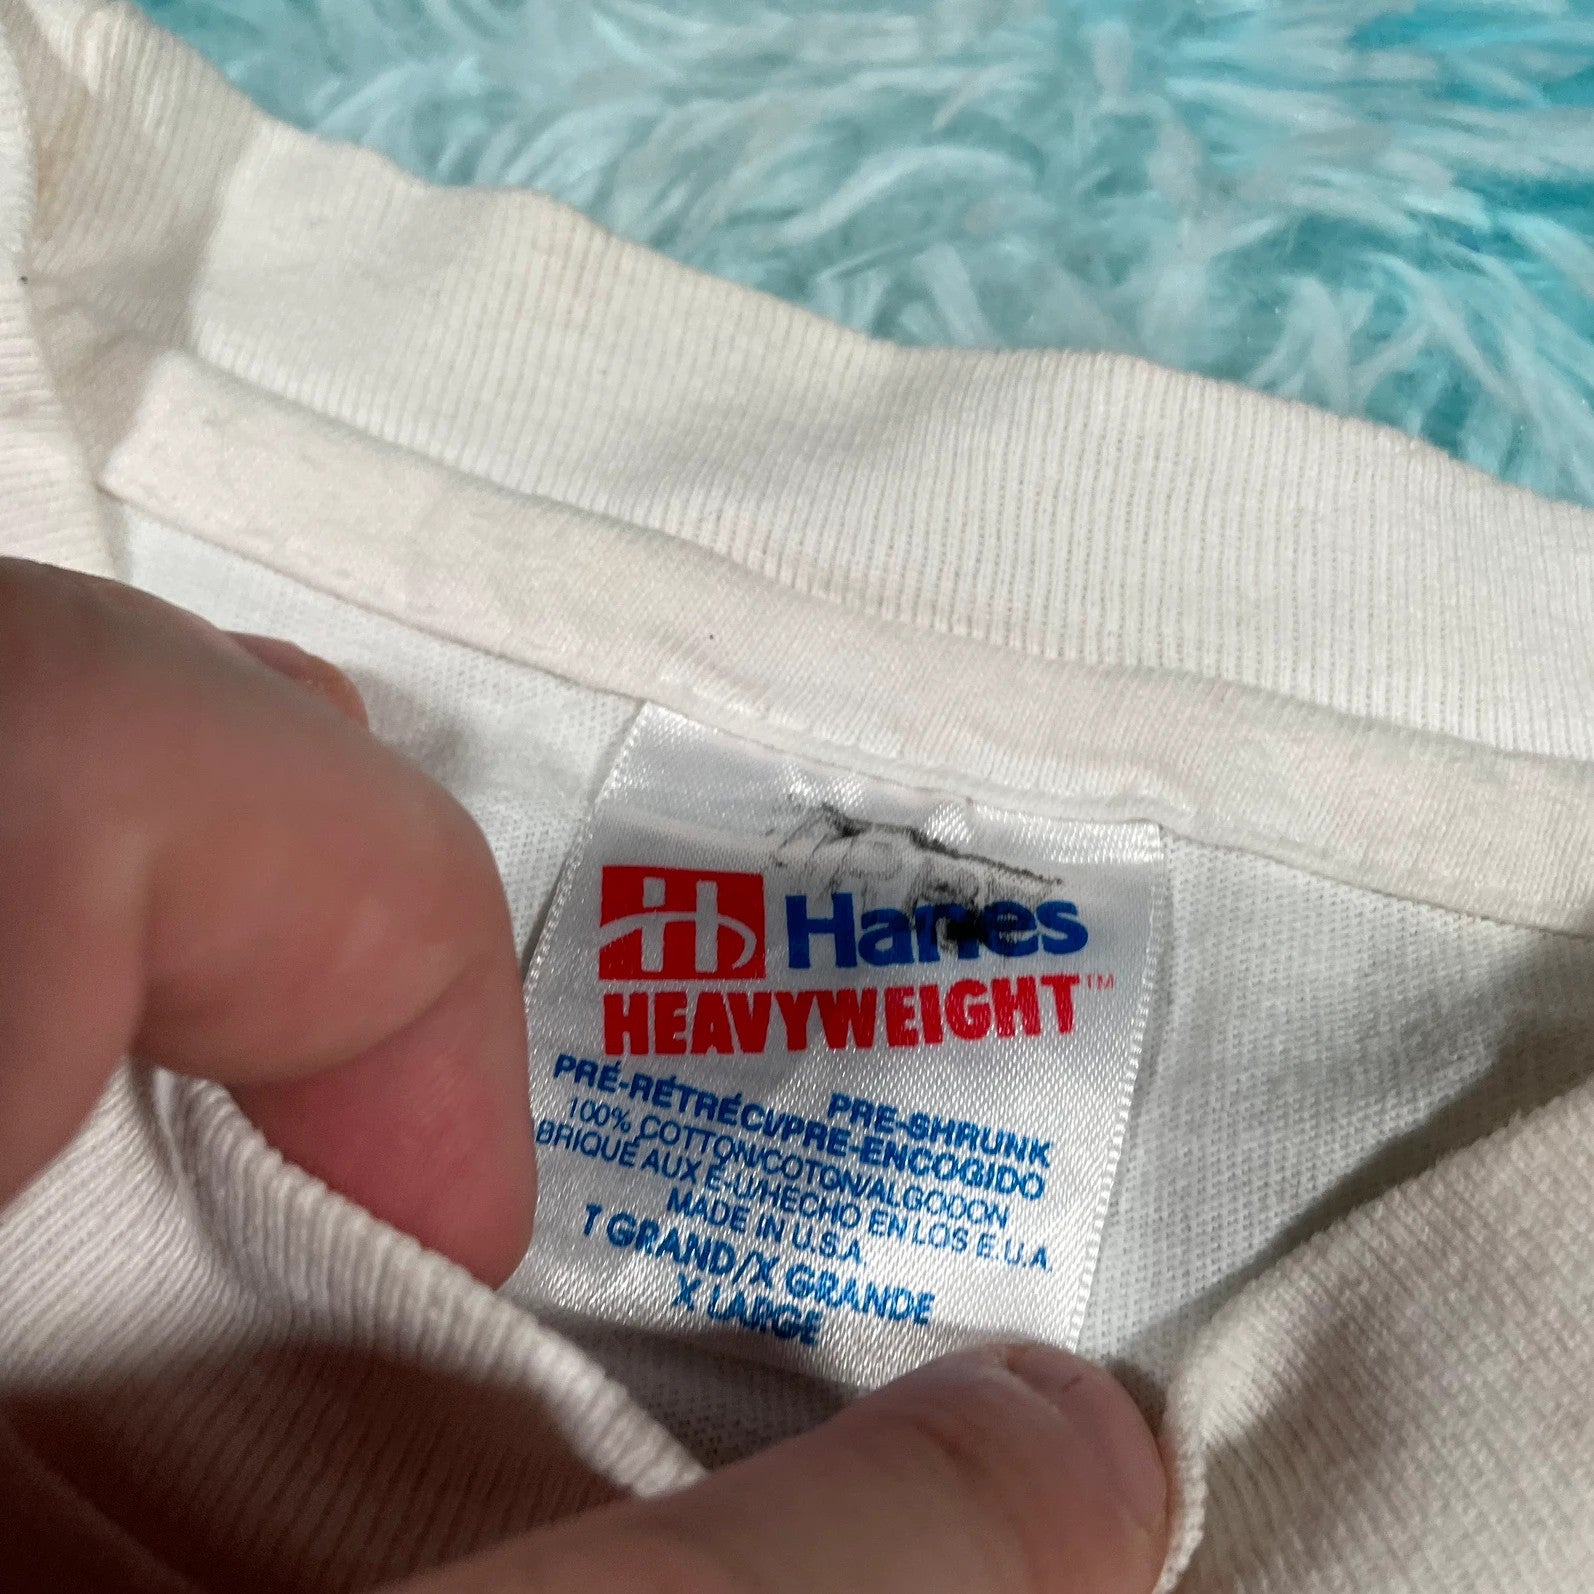 H Hanes
HEAVYWEIGHT™
PRE-SHRUNK
PRÉ-RÉTRÉCI/PRE-ENCOGIDO
100% COTTON/COTON/ALGODON
BRIQUÉ AUX É-U/HECHO EN LOS E.U.A
MADE IN U.S.A.
T GRAND/X GRANDE
X LARGE